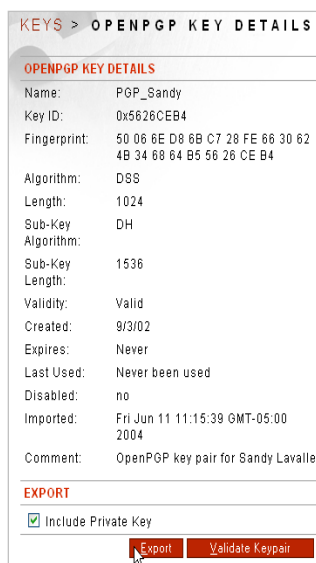 KEYS > OPENPGP KEY DETAILS
OPENPGP KEY DETAILS
Name: PGP_Sandy
Key ID: 0x5626CEB4
Fingerprint: 50 06 6E D8 6B C7 28 FE 66 30 62
4B 34 68 64 B5 56 26 CE B4
Algorithm: DSS
Length: 1024
Sub-Key DH
Algorithm:
Sub-Key 1536
Length:
Validity: Valid
Created: 9/3/02
Expires: Never
Last Used: Never been used
Disabled: no
Imported: Fri Jun 11 11:15:39 GMT-05:00
2004
Comment: OpenPGP key pair for Sandy Lavalle
EXPORT
Include Private Key
Export Validate Keypair